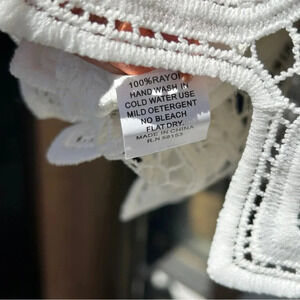 100%RAYON
HAND WASH IN
COLD WATER USE
MILD DETERGENT
NO BLEACH
FLAT DRY
MADE IN CHINA